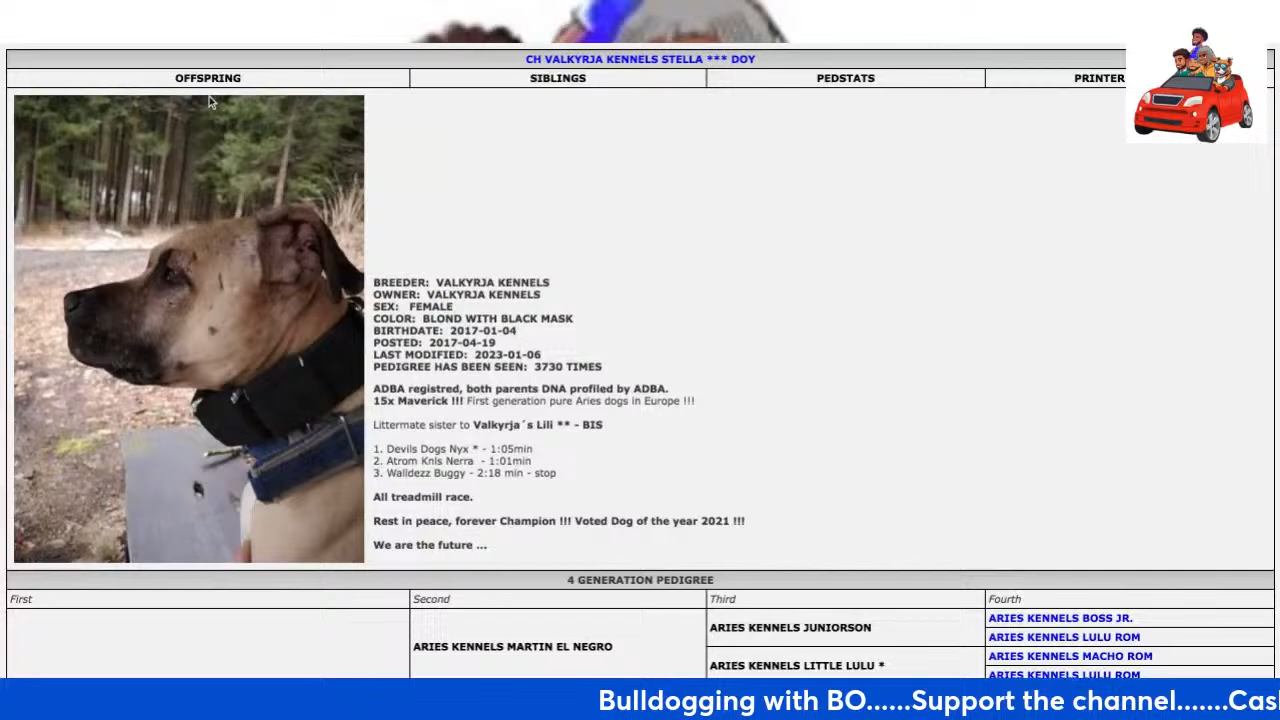 CH VALKYRJA KENNELS STELLA *** DOY
OFFSPRING SIBLINGS PEDSTATS PRINTER
BREEDER: VALKYRJA KENNELS
OWNER: VALKYRJA KENNELS
SEX: FEMALE
COLOR: BLOND WITH BLACK MASK
BIRTHDATE: 2017-01-04
POSTED: 2017-04-19
LAST MODIFIED: 2023-01-06
PEDIGREE HAS BEEN SEEN: 3730 TIMES
ADBA registred, both parents DNA profiled by ADBA.
15x Maverick !!! First generation pure Aries dogs in Europe !!!
Littermate sister to Valkyrja´s Lili ** - BIS
1. Devils Dogs Nyx * - 1:05min
2. Atrom Knls Nerra - 1:01min
3. Walldezz Buggy - 2:18 min - stop
All treadmill race.
Rest in peace, forever Champion !!! Voted Dog of the year 2021 !!!
We are the future ...
4 GENERATION PEDIGREE
First Second Third Fourth
ARIES KENNELS BOSS JR.
ARIES KENNELS JUNIORSON
ARIES KENNELS LULU ROM
ARIES KENNELS MARTIN EL NEGRO
ARIES KENNELS MACHO ROM
ARIES KENNELS LITTLE LULU *
ARIES KENNELS LULU ROM
Bulldogging with BO......Support the channel.......Cas